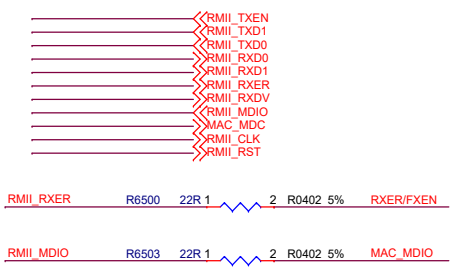 RMII_TXEN
RMII_TXD1
RMII_TXD0
RMII_RXD0
RMII_RXD1
RMII_RXER
RMII_RXDV
RMII_MDIO
MAC_MDC
RMII_CLK
RMII_RST
RMII_RXER R6500 22R 1 2 R0402 5% RXER/FXEN
RMII_MDIO R6503 22R 1 2 R0402 5% MAC_MDIO